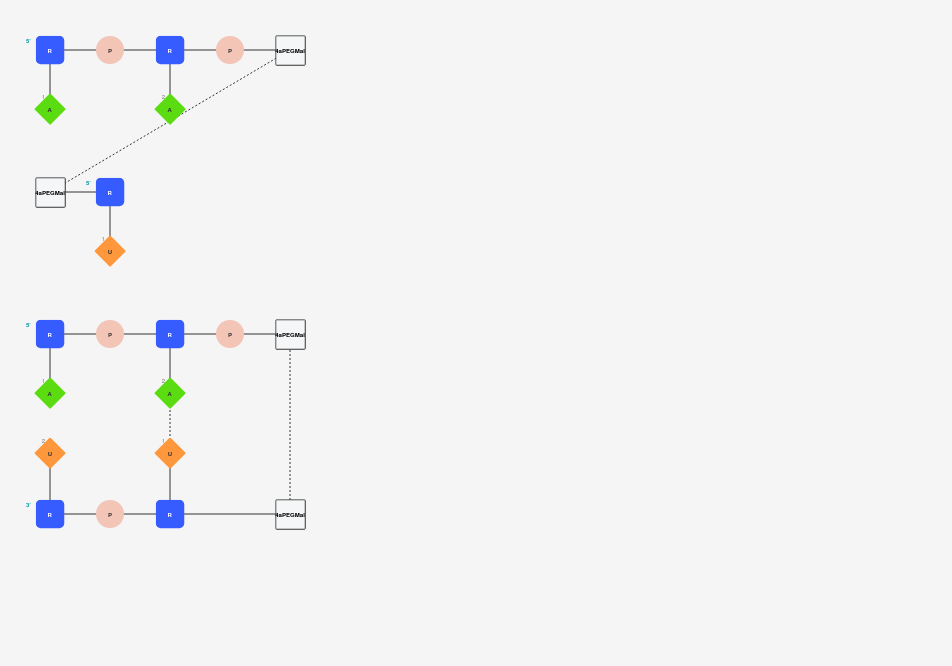 5'
R P R P 4aPEGMal
1 2
A A
4aPEGMal 5' R
1
U
5'
R P R P 4aPEGMal
1 2
A A
2 1
U U
3'
R P R 4aPEGMal